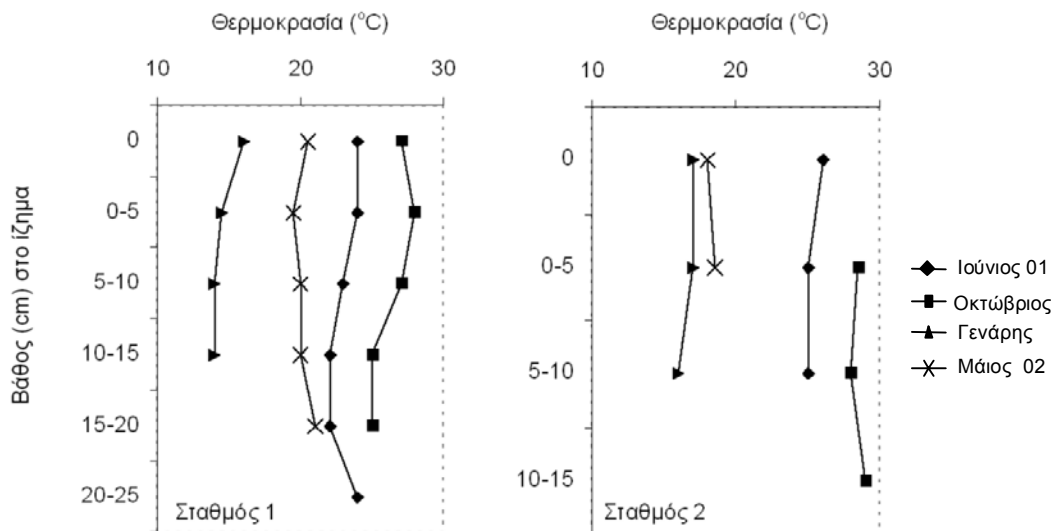 Θερμοκρασία (°C)
10 20 30
Βάθος (cm) στο ίζημα
0
0-5
5-10
10-15
15-20
20-25
Σταθμός 1
Θερμοκρασία (°C)
10 20 30
0
0-5
5-10
10-15
Σταθμός 2
Ιούνιος 01
Οκτώβριος
Γενάρης
Μάιος 02